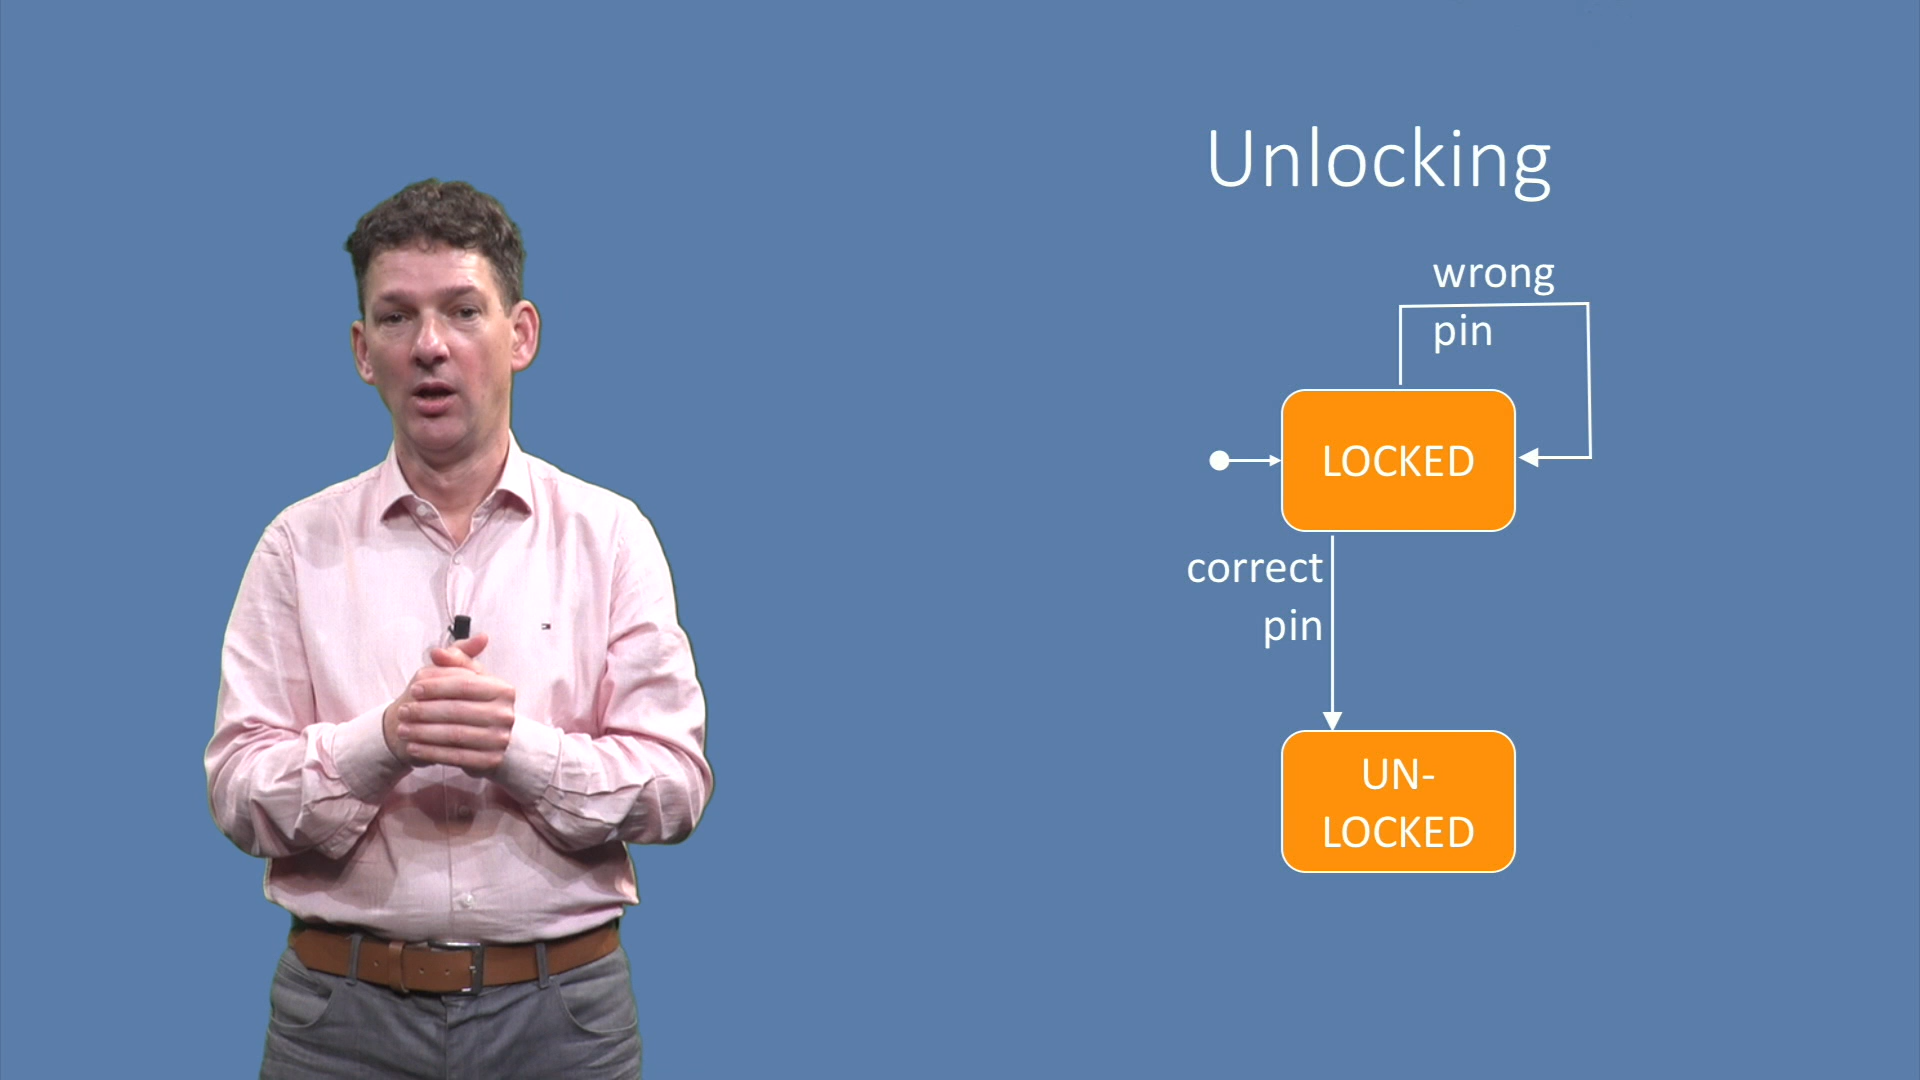 Unlocking
wrong
pin
LOCKED
correct
pin
UN-
LOCKED